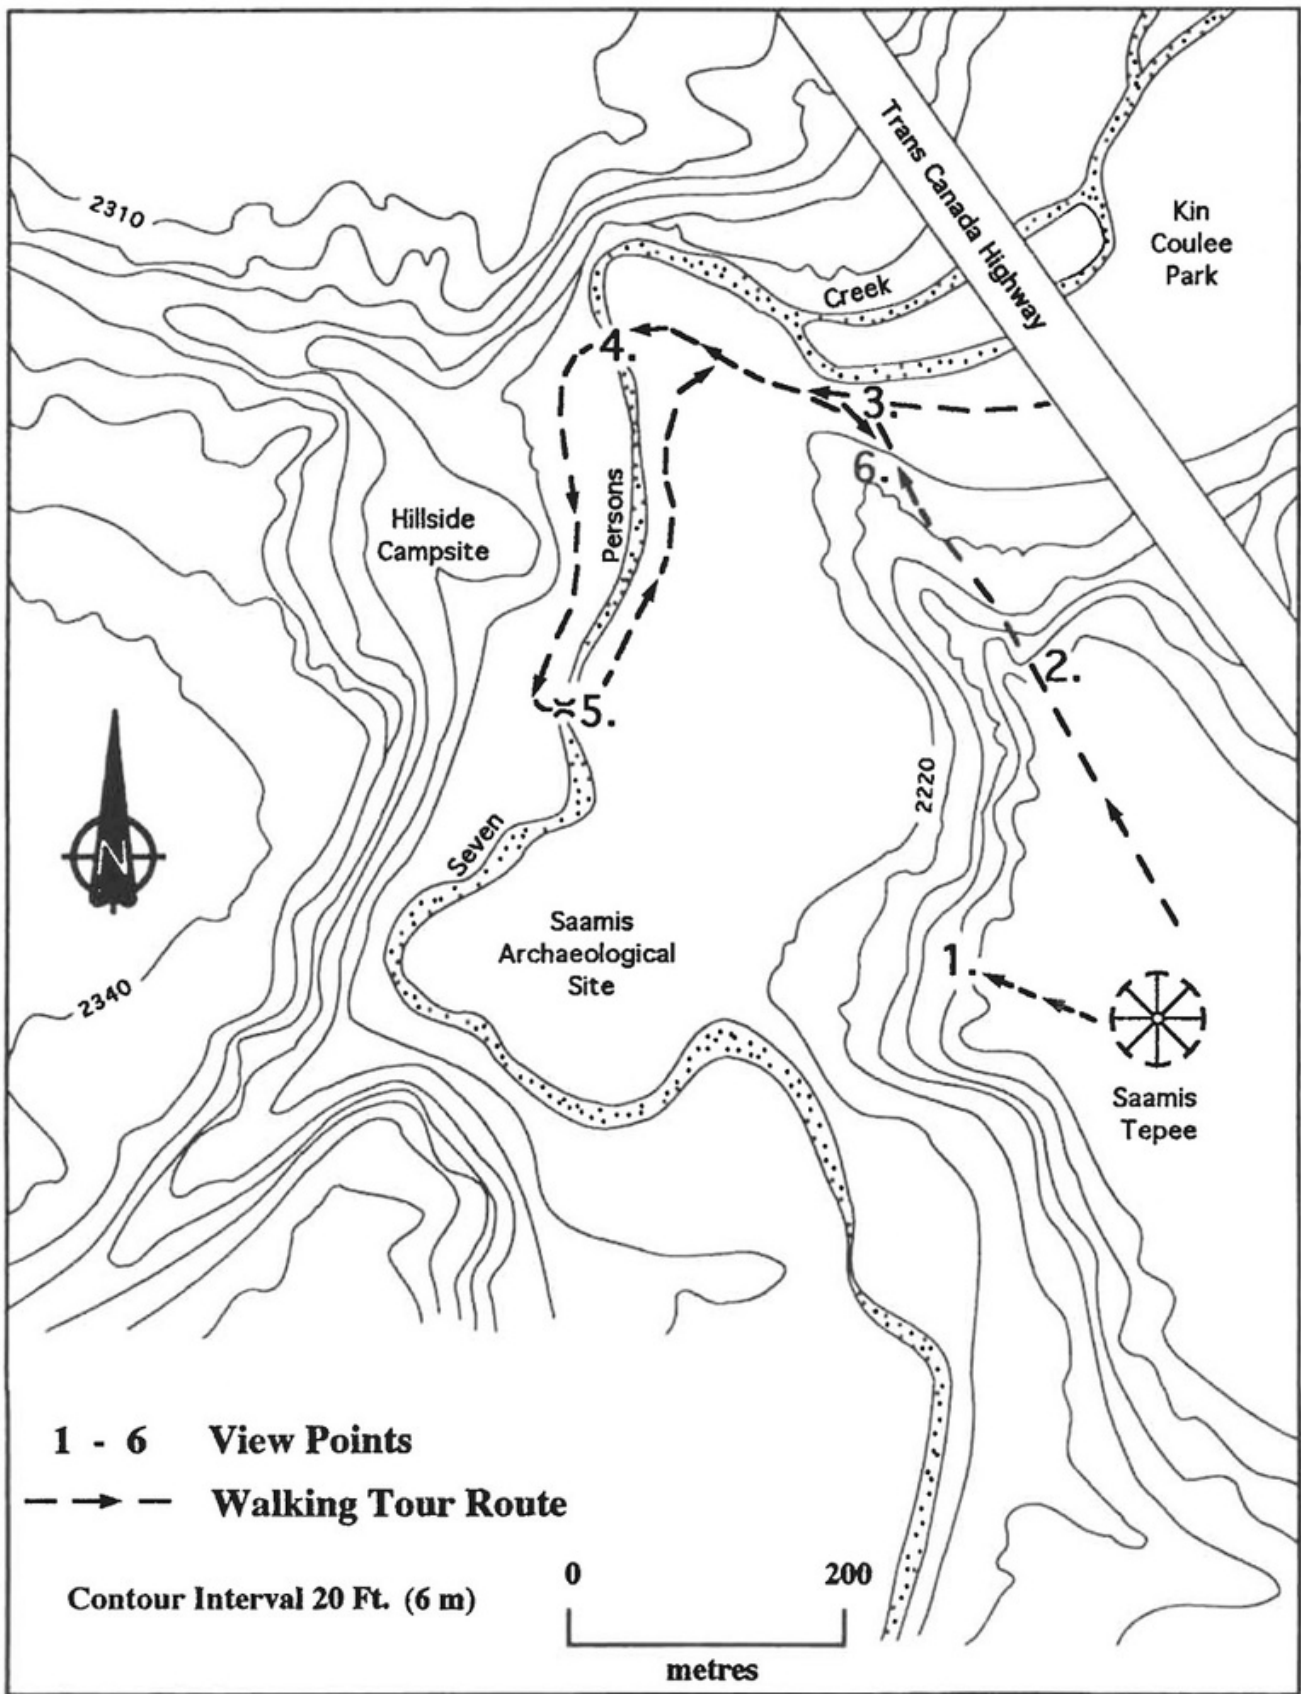 2310
Trans Canada Highway
Kin
Coulee
Park
Creek
4.
3.
6.
Persons
Hillside
Campsite
2.
5.
2220
N
Seven
Saamis
Archaeological
Site
1.
2340
Saamis
Tepee
1 - 6 View Points
Walking Tour Route
0 200
Contour Interval 20 Ft. (6 m)
metres